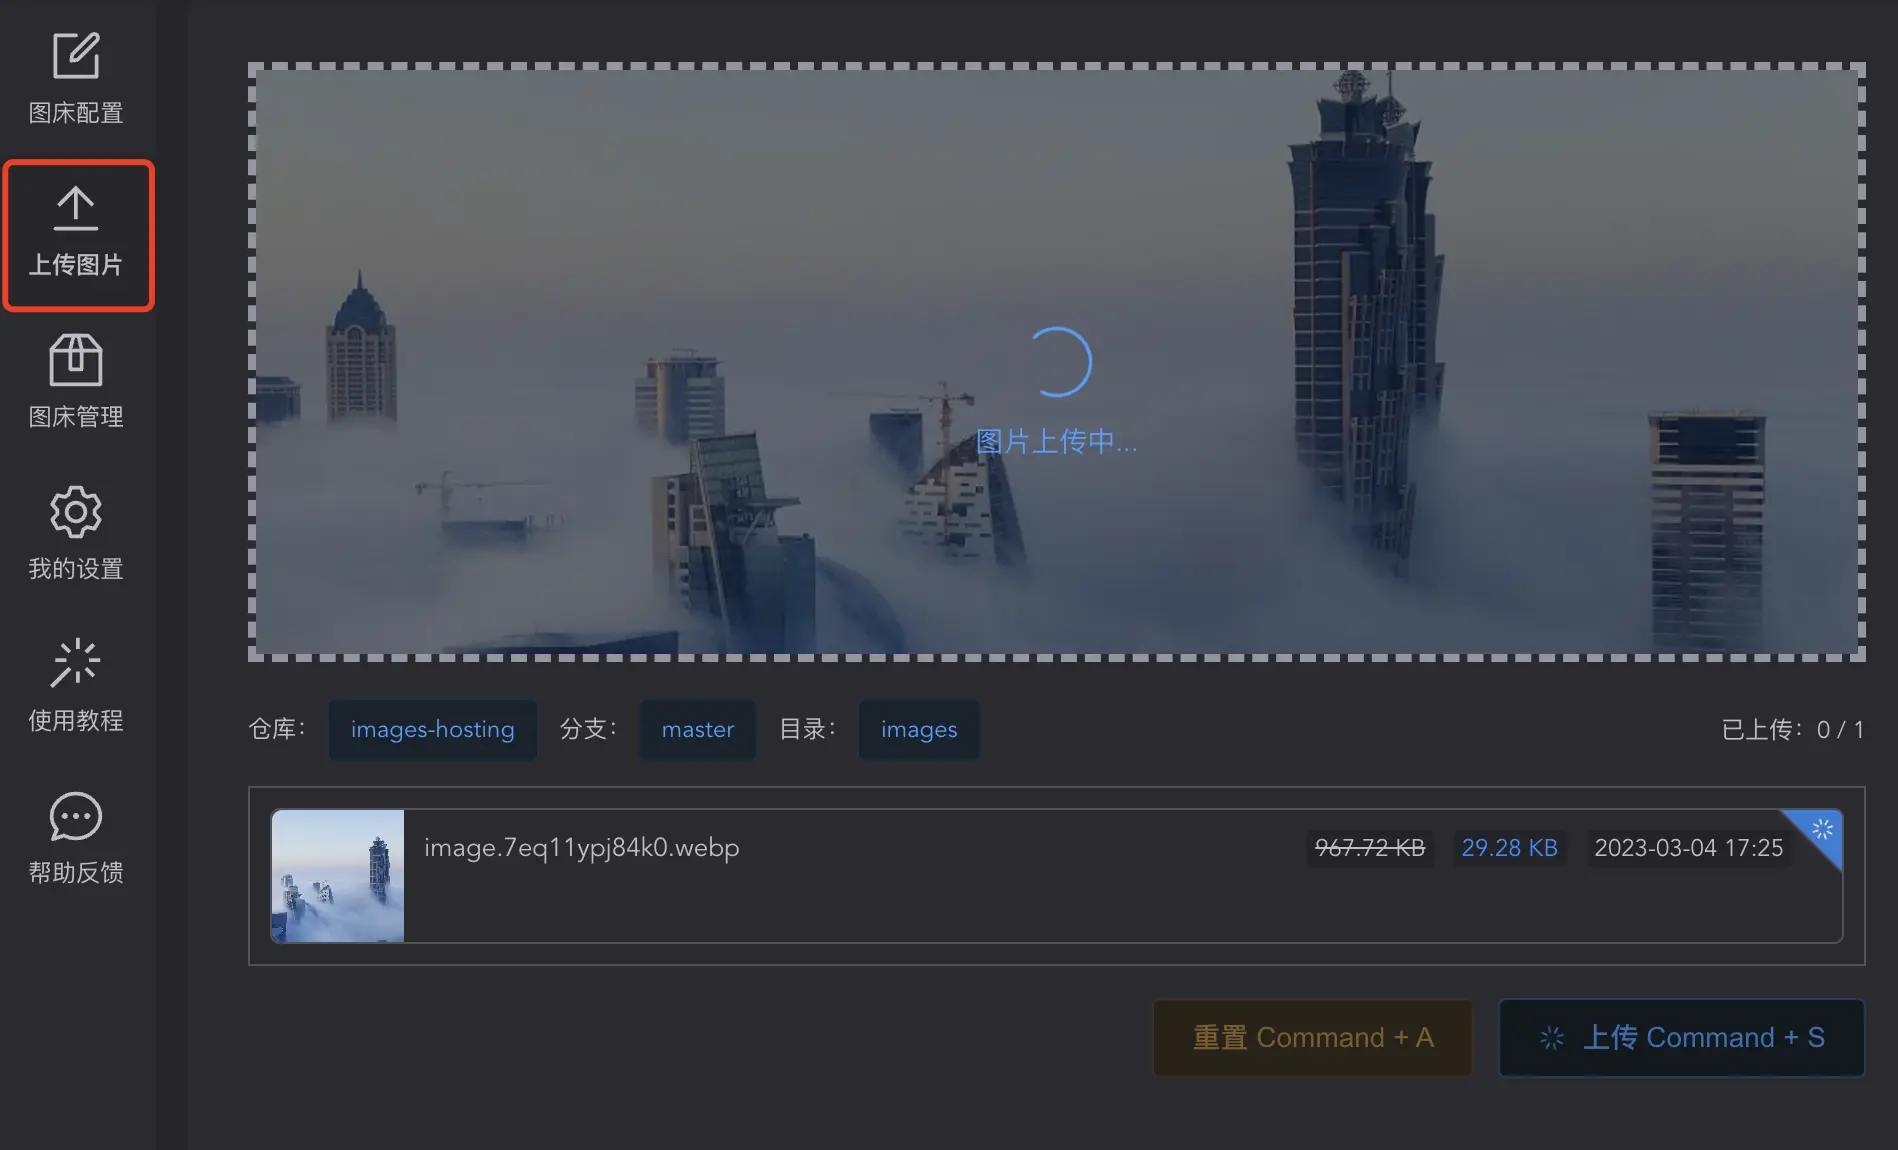 图床配置
上传图片
图床管理
我的设置
使用教程
帮助反馈
图片上传中...
仓库： images-hosting 分支： master 目录： images 已上传：0 / 1
image.7eq11ypj84k0.webp 967.72 KB 29.28 KB 2023-03-04 17:25
重置 Command + A 上传 Command + S